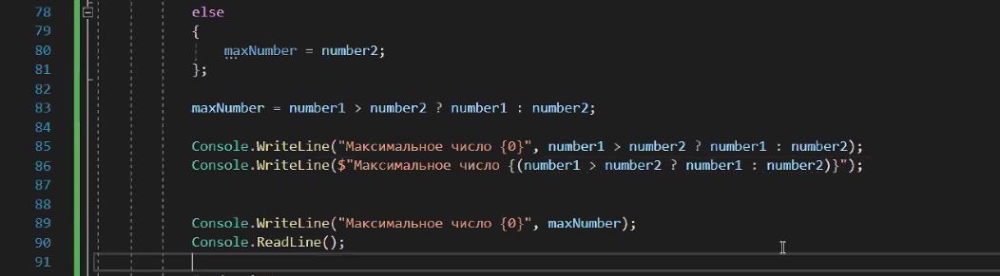 78 else
79 {
80 maxNumber = number2;
81 };
82
83 maxNumber = number1 > number2 ? number1 : number2;
84
85 Console.WriteLine("Максимальное число {0}", number1 > number2 ? number1 : number2);
86 Console.WriteLine($"Максимальное число {(number1 > number2 ? number1 : number2)}");
87
88
89 Console.WriteLine("Максимальное число {0}", maxNumber);
90 Console.ReadLine();
91